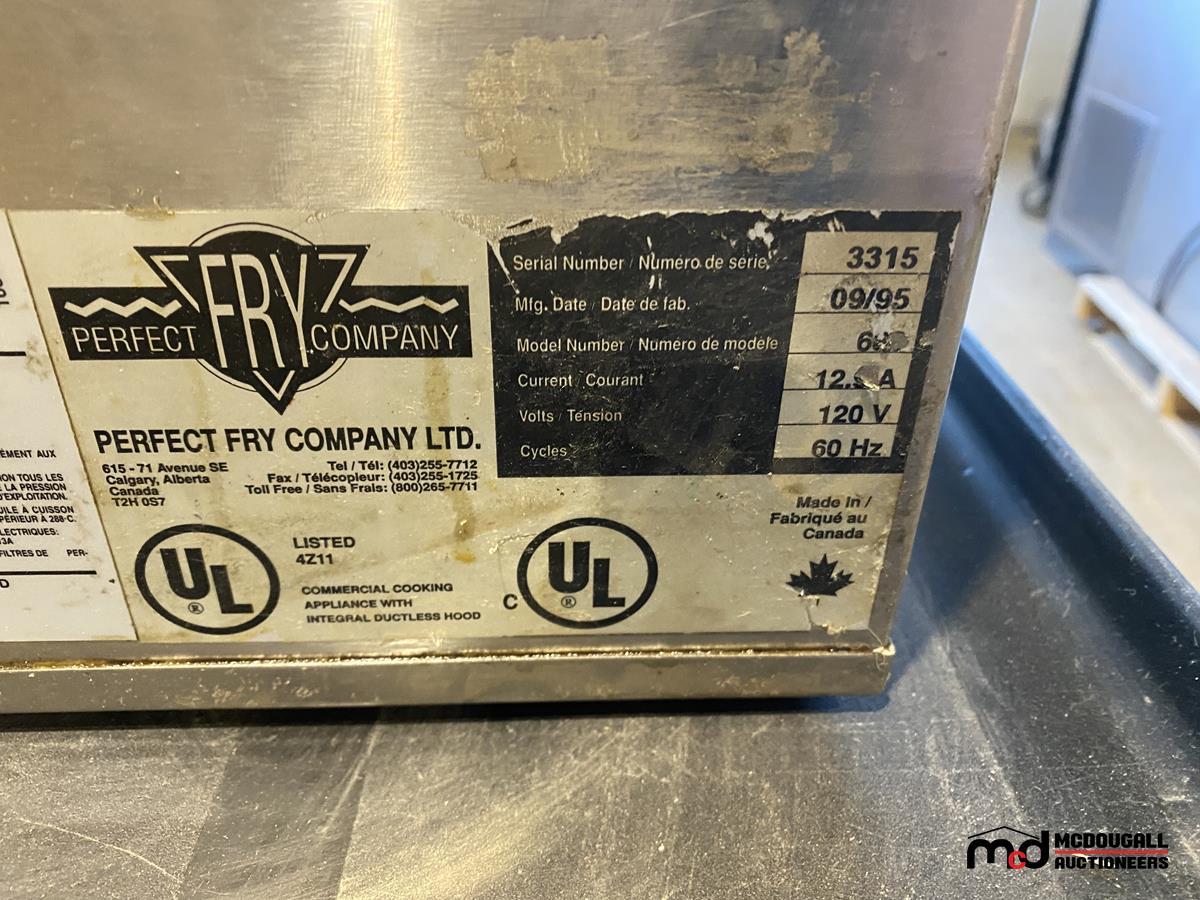 PERFECT FRY COMPANY
PERFECT FRY COMPANY LTD.
615 - 71 Avenue SE
Calgary, Alberta
Canada
T2H 0S7
Tel / Tél: (403)255-7712
Fax / Télécopieur: (403)255-1725
Toll Free / Sans Frais: (800)265-7711
UL
®
LISTED
4Z11
COMMERCIAL COOKING
APPLIANCE WITH
INTEGRAL DUCTLESS HOOD
C UL
®
Serial Number / Numéro de série 3315
Mfg. Date / Date de fab. 09/95
Model Number / Numéro de modele
Current / Courant A
Volts / Tension 120 V
Cycles 60 Hz
Made In /
Fabriqué au
Canada
AUX
ION TOUS LES
LA PRESSION
D'EXPLOITATION.
UILE À CUISSON
À 288°C.
FILTRES DE PER-
mcd MCDOUGALL
AUCTIONEERS